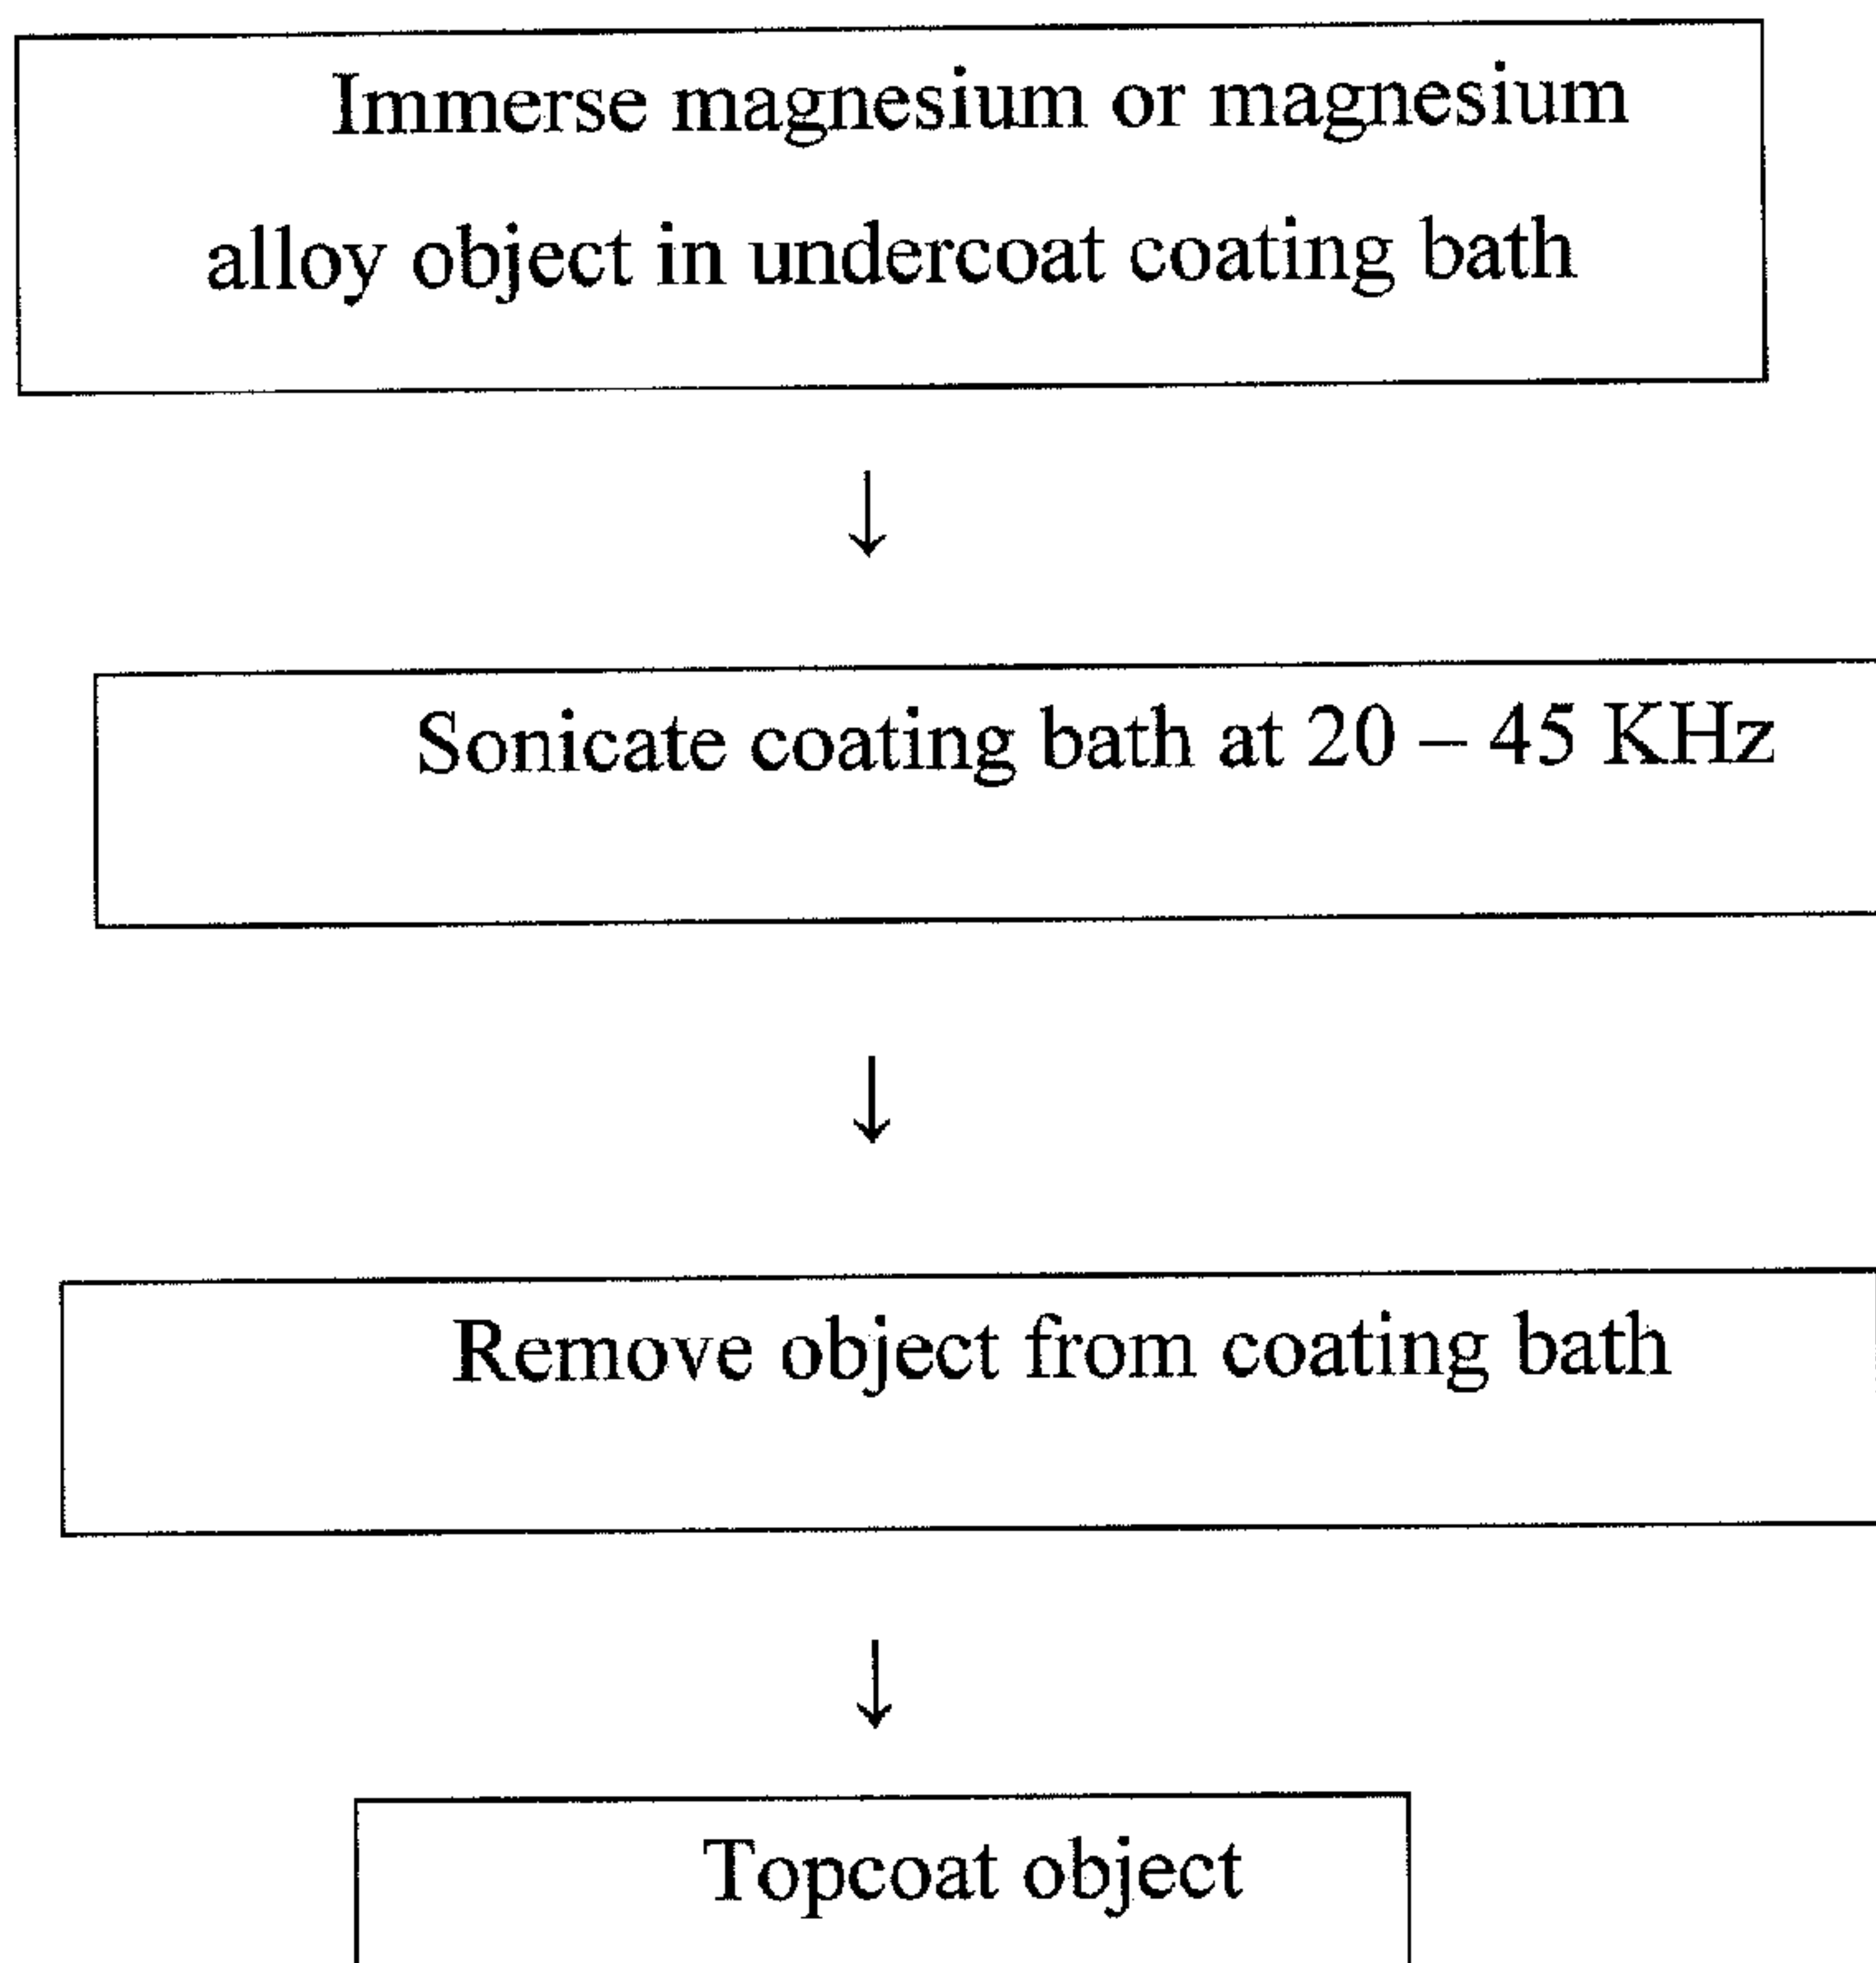 Immerse magnesium or magnesium
alloy object in undercoat coating bath
↓
Sonicate coating bath at 20 – 45 KHz
↓
Remove object from coating bath
↓
Topcoat object